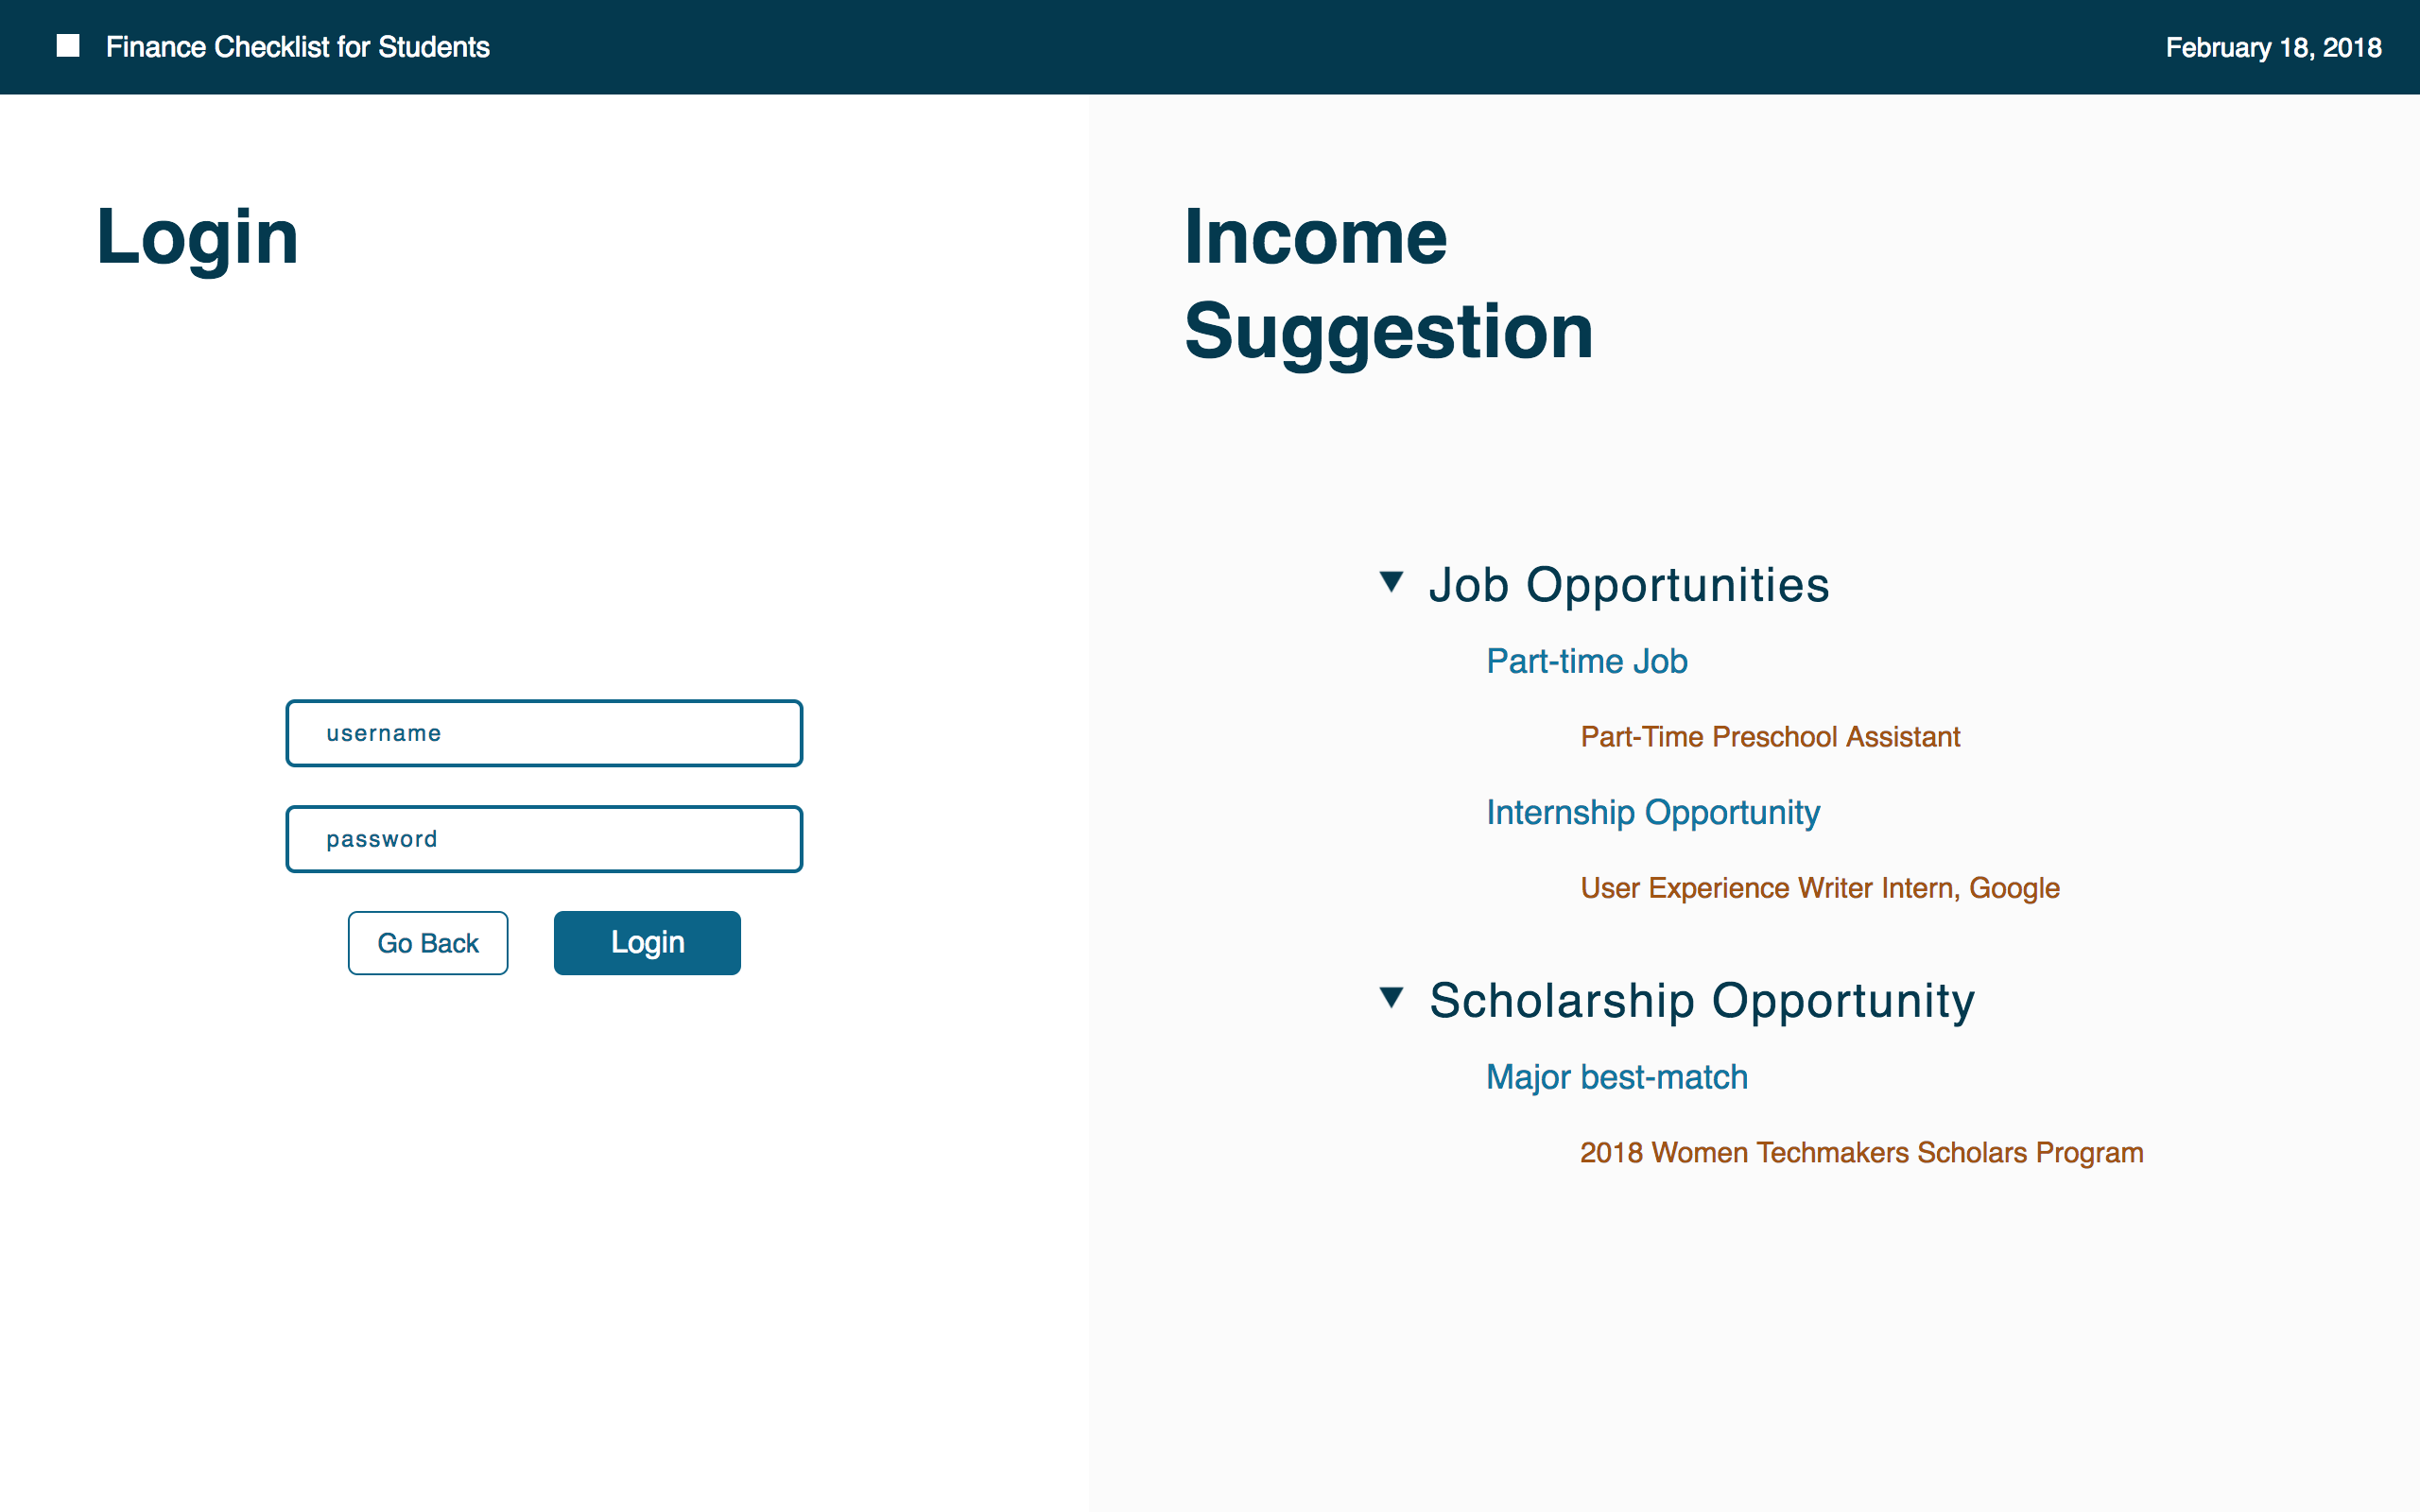 Finance Checklist for Students
February 18, 2018
Login
username
password
Go Back
Login
Income
Suggestion
Job Opportunities
Part-time Job
Part-Time Preschool Assistant
Internship Opportunity
User Experience Writer Intern, Google
Scholarship Opportunity
Major best-match
2018 Women Techmakers Scholars Program